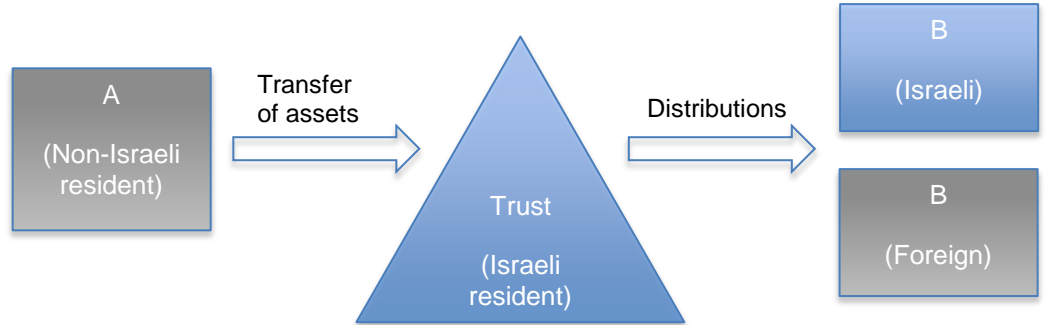 A
(Non-Israeli
resident)
Transfer
of assets
Trust
(Israeli
resident)
Distributions
B
(Israeli)
B
(Foreign)